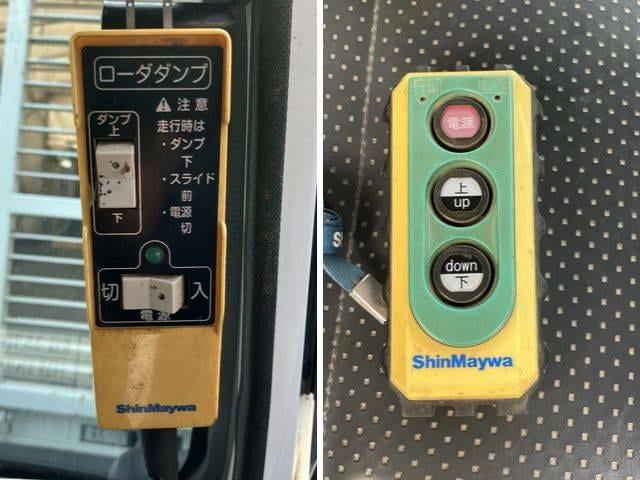 ローダダンプ
ダンプ
上
下
⚠注意
走行時は
・ダンプ
下
・スライド
前
・電源
切
切
入
電源
ShinMaywa
電源
上
up
down
下
ShinMaywa